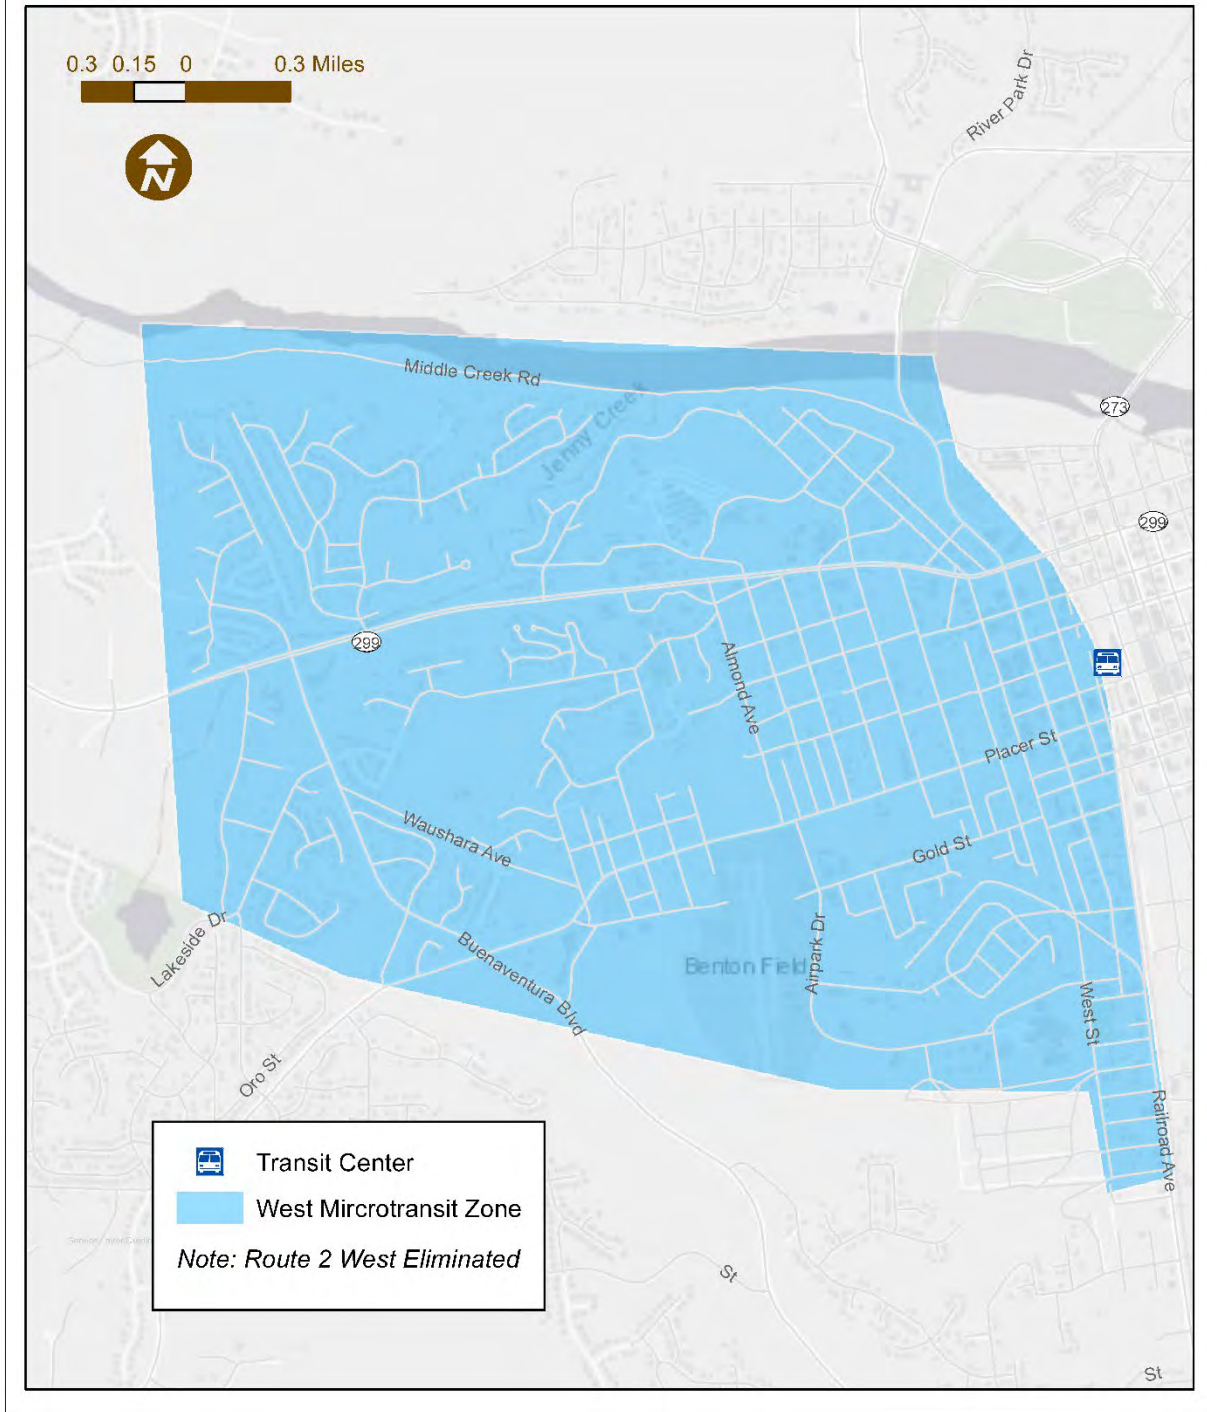 0.3 0.15 0 0.3 Miles
N
River Park Dr
Middle Creek Rd
Jenny Creek
273
299
299
Almond Ave
Placer St
Waushara Ave
Gold St
Lakeside Dr
Buenaventura Blvd
Benton Field
Airpark Dr
West St
Oro St
Railroad Ave
Transit Center
West Mircrotransit Zone
Note: Route 2 West Eliminated
St
St